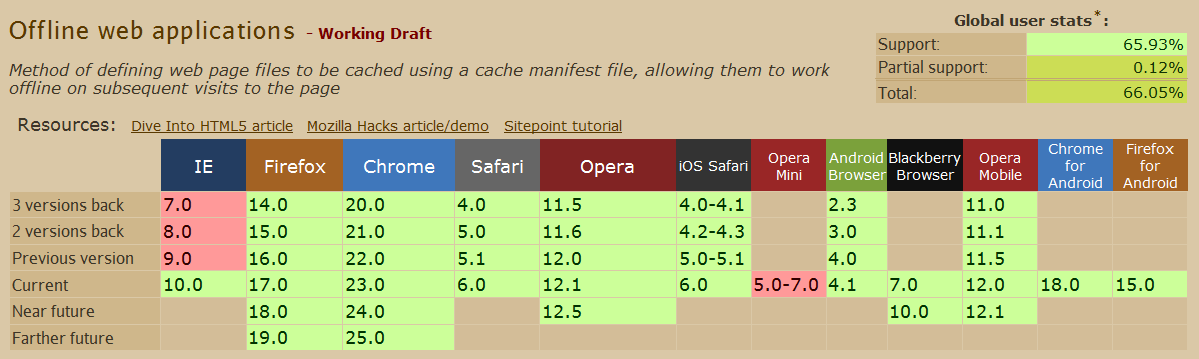 Offline web applications - Working Draft
Global user stats*:
Support: 65.93%
Partial support: 0.12%
Total: 66.05%
Method of defining web page files to be cached using a cache manifest file, allowing them to work
offline on subsequent visits to the page
Resources: Dive Into HTML5 article Mozilla Hacks article/demo Sitepoint tutorial
IE Firefox Chrome Safari Opera iOS Safari Opera Mini Android Browser Blackberry Browser Opera Mobile Chrome for Android Firefox for Android
3 versions back 7.0 14.0 20.0 4.0 11.5 4.0-4.1 2.3 11.0
2 versions back 8.0 15.0 21.0 5.0 11.6 4.2-4.3 3.0 11.1
Previous version 9.0 16.0 22.0 5.1 12.0 5.0-5.1 4.0 11.5
Current 10.0 17.0 23.0 6.0 12.1 6.0 5.0-7.0 4.1 7.0 12.0 18.0 15.0
Near future 18.0 24.0 12.5 10.0 12.1
Farther future 19.0 25.0